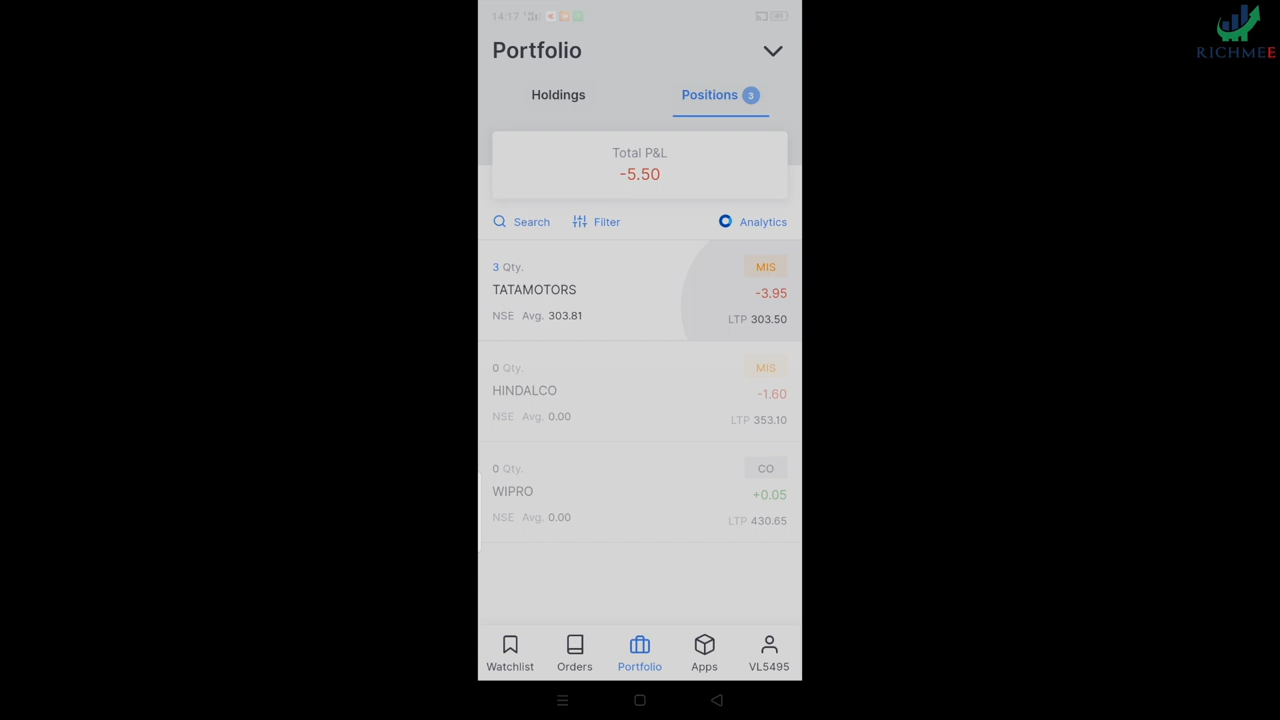 14:17
Portfolio
RICHMEE
Holdings
Positions 3
Total P&L
-5.50
Search
Filter
Analytics
3 Qty.
MIS
TATAMOTORS
-3.95
NSE Avg. 303.81
LTP 303.50
0 Qty.
MIS
HINDALCO
-1.60
NSE Avg. 0.00
LTP 353.10
0 Qty.
CO
WIPRO
+0.05
NSE Avg. 0.00
LTP 430.65
Watchlist
Orders
Portfolio
Apps
VL5495